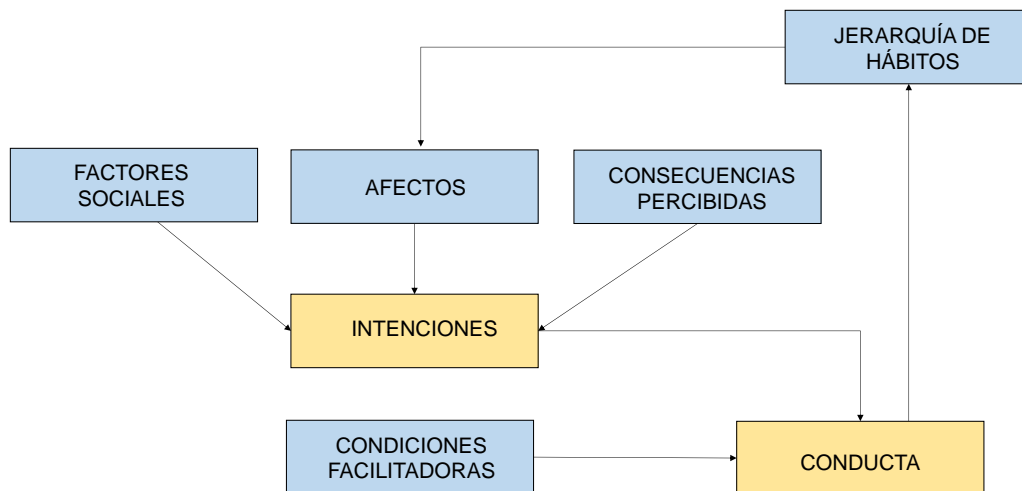 JERARQUÍA DE
HÁBITOS
FACTORES
SOCIALES
AFECTOS
CONSECUENCIAS
PERCIBIDAS
INTENCIONES
CONDICIONES
FACILITADORAS
CONDUCTA